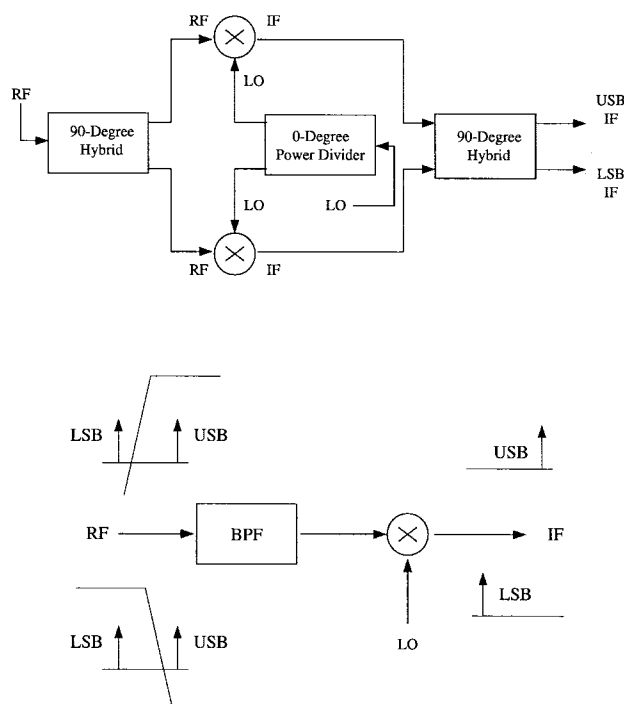 RF
IF
LO
RF
90-Degree
Hybrid
0-Degree
Power Divider
90-Degree
Hybrid
USB
IF
LSB
IF
LO
LO
RF
IF
LSB
USB
USB
RF
BPF
IF
LSB
LO
LSB
USB